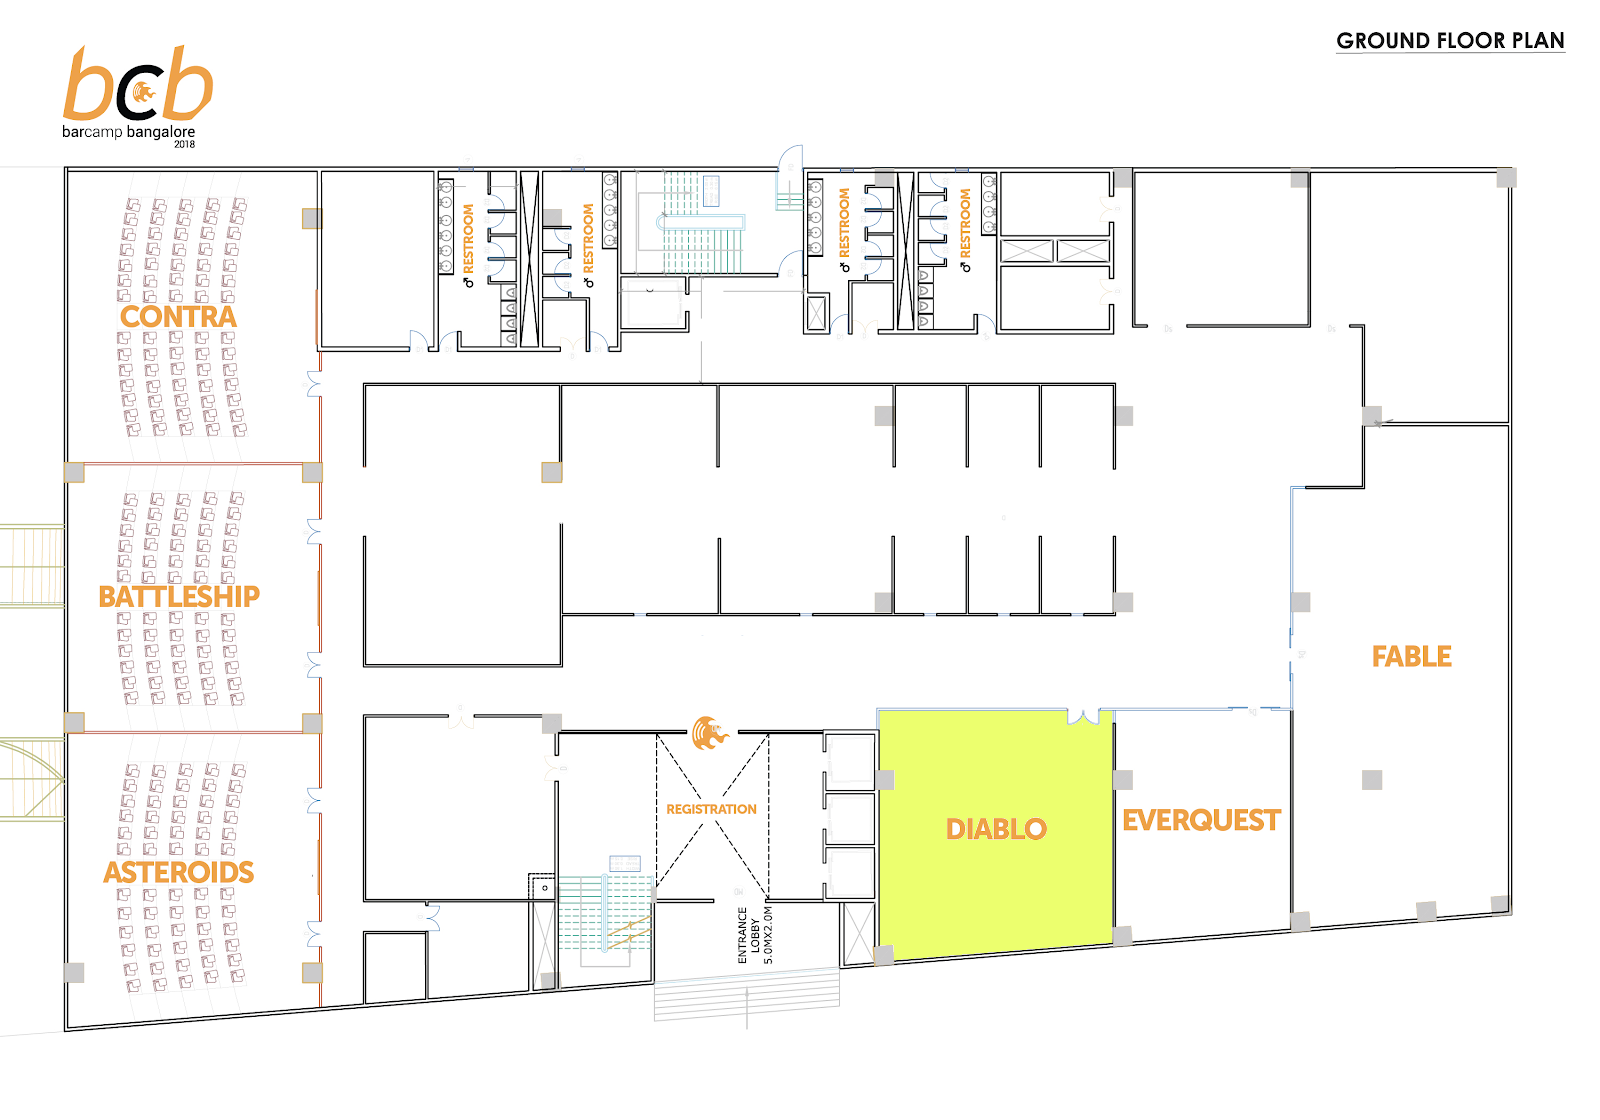 GROUND FLOOR PLAN
bcb
barcamp bangalore
2018
RESTROOM
RESTROOM
RESTROOM
RESTROOM
CONTRA
BATTLESHIP
FABLE
REGISTRATION
DIABLO
EVERQUEST
ASTEROIDS
ENTRANCE
LOBBY
5.0MX2.0M